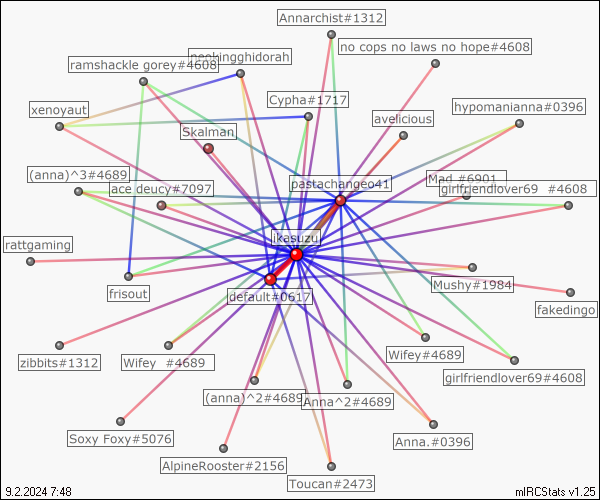 Annarchist#1312
no cops no laws no hope#4608
neckingghidorah
ramshackle gorey#4608
Cypha#1717
hypomanianna#0396
xenoyaut
avelicious
Skalman
(anna)^3#4689
pastachangeo41
Mad_#6901
ace deucy#7097
girlfriendlover69 #4608
ikasuzu
rattgaming
frisout
default#0617
Mushy#1984
fakedingo
zibbits#1312
Wifey #4689
Wifey#4689
girlfriendlover69#4608
(anna)^2#4689
Anna^2#4689
Soxy Foxy#5076
Anna.#0396
AlpineRooster#2156
Toucan#2473
9.2.2024 7:48
mIRCStats v1.25